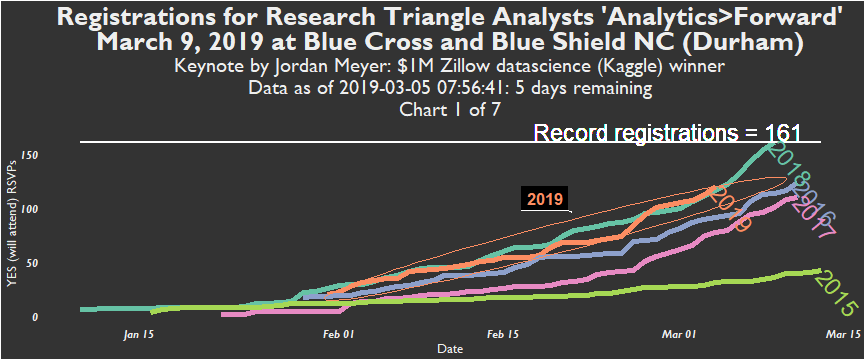 Registrations for Research Triangle Analysts 'Analytics>Forward'
March 9, 2019 at Blue Cross and Blue Shield NC (Durham)
Keynote by Jordan Meyer: $1M Zillow datascience (Kaggle) winner
Data as of 2019-03-05 07:56:41: 5 days remaining
Chart 1 of 7
Record registrations = 161
YES (will attend) RSVPs
150
100
50
0
2019
2018
2016
2019
2017
2015
Jan 15
Feb 01
Feb 15
Mar 01
Mar 15
Date